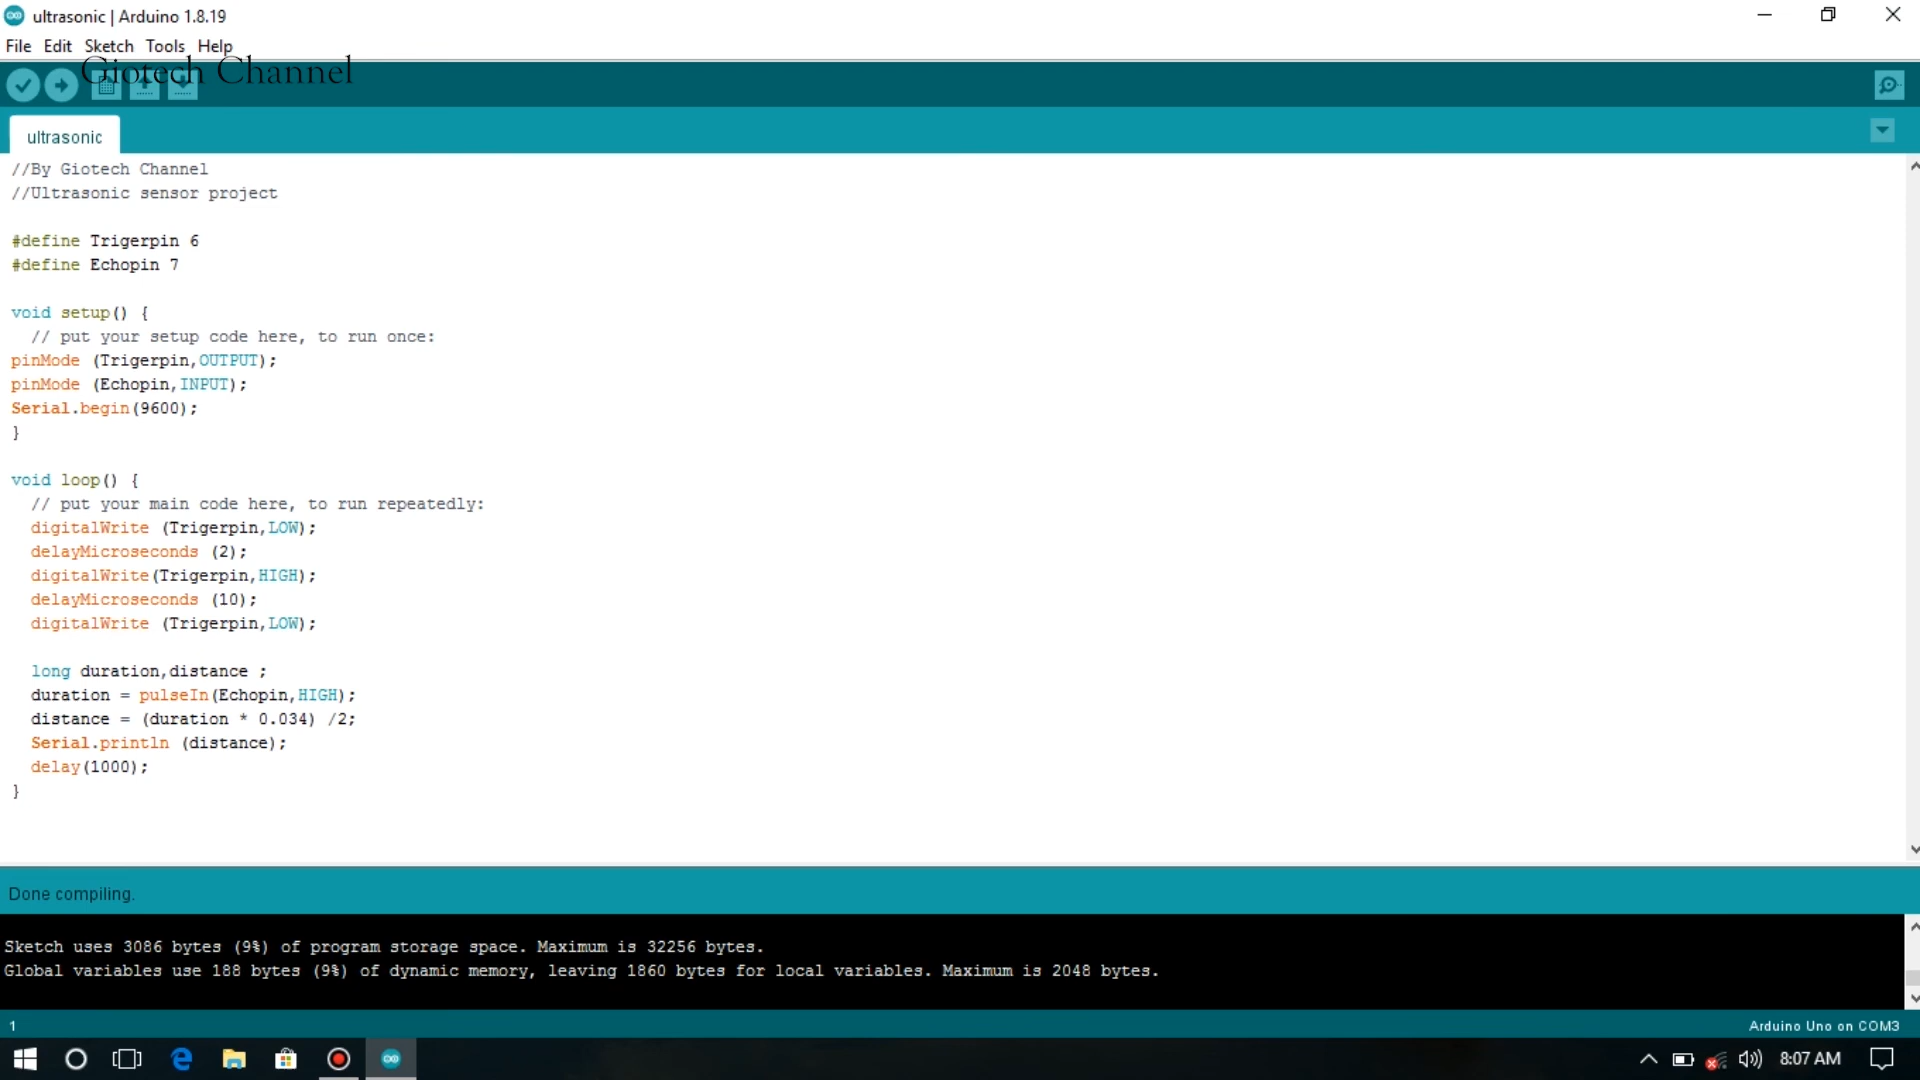 ultrasonic | Arduino 1.8.19
File Edit Sketch Tools Help
Giotech Channel
ultrasonic
//By Giotech Channel
//Ultrasonic sensor project
#define Trigerpin 6
#define Echopin 7
void setup() {
// put your setup code here, to run once:
pinMode (Trigerpin,OUTPUT);
pinMode (Echopin,INPUT);
Serial.begin(9600);
}
void loop() {
// put your main code here, to run repeatedly:
digitalWrite (Trigerpin,LOW);
delayMicroseconds (2);
digitalWrite(Trigerpin,HIGH);
delayMicroseconds (10);
digitalWrite (Trigerpin,LOW);
long duration,distance ;
duration = pulseIn(Echopin,HIGH);
distance = (duration * 0.034) /2;
Serial.println (distance);
delay(1000);
}
Done compiling.
Sketch uses 3086 bytes (9%) of program storage space. Maximum is 32256 bytes.
Global variables use 188 bytes (9%) of dynamic memory, leaving 1860 bytes for local variables. Maximum is 2048 bytes.
1
Arduino Uno on COM3
8:07 AM